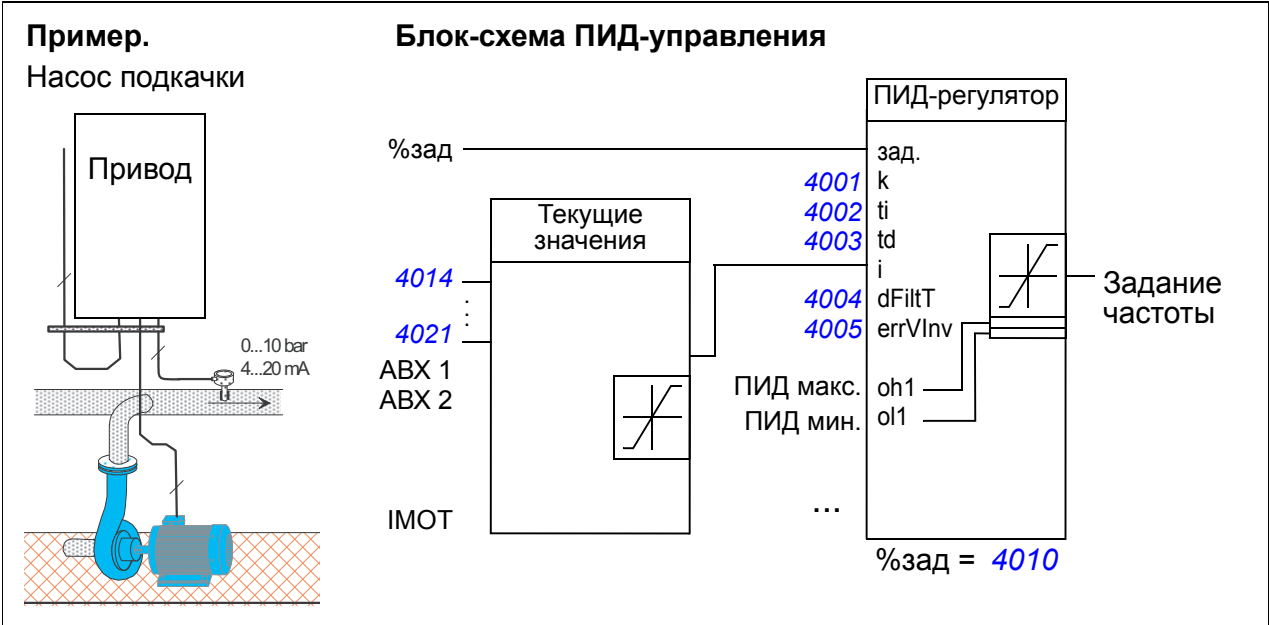 Пример.
Насос подкачки
Привод
0...10 bar
4...20 mA
Блок-схема ПИД-управления
%зад
Текущие
значения
4014
4021
АВХ 1
АВХ 2
IMOT
ПИД-регулятор
зад.
4001 k
4002 ti
4003 td
i
4004 dFiltT
4005 errVInv
ПИД макс. oh1
ПИД мин. ol1
...
Задание
частоты
%зад = 4010